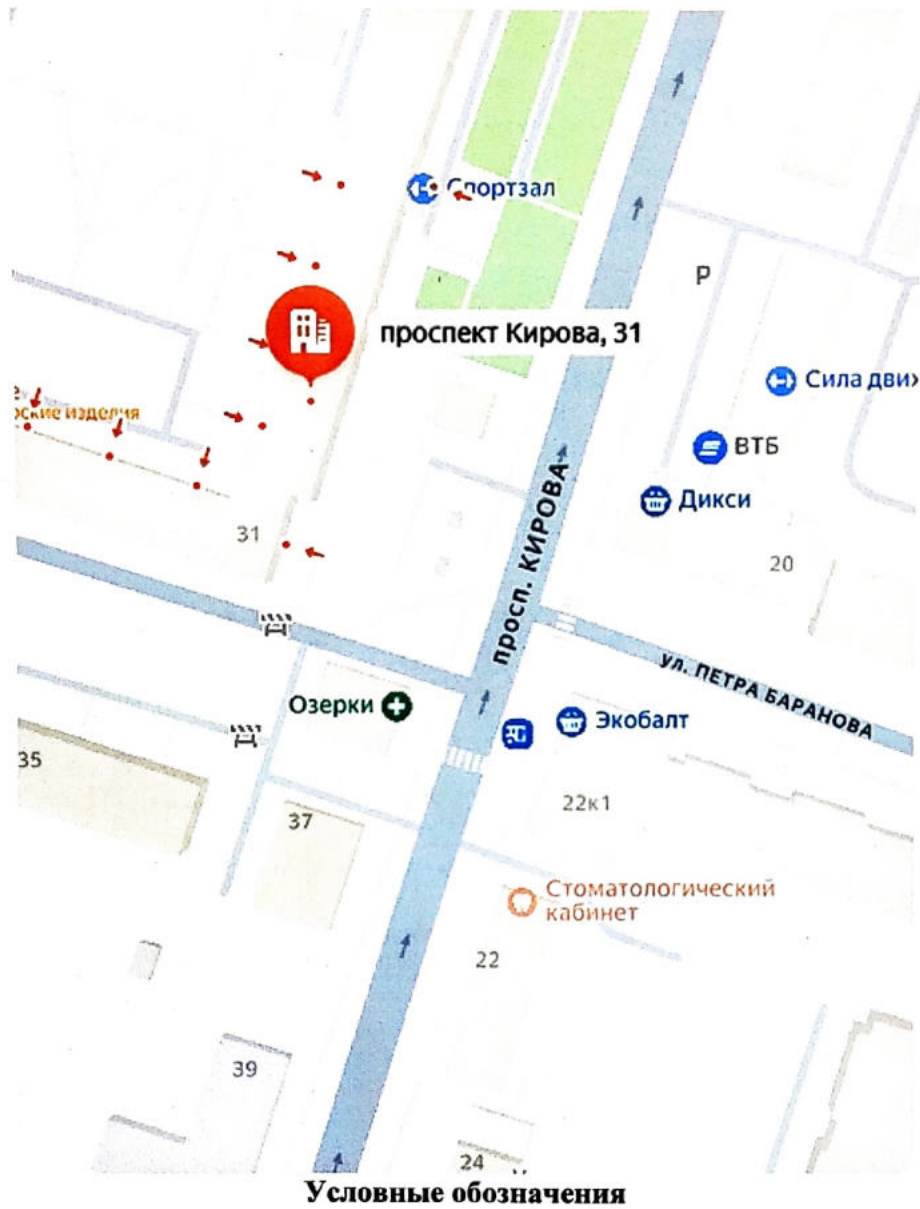 Спортзал
P
проспект Кирова, 31
Сила дви
рские изделия
ВТБ
Дикси
просп. КИРОВА
31
20
ул. ПЕТРА БАРАНОВА
Озерки
Экобалт
35
22к1
37
Стоматологический
кабинет
22
39
24
Условные обозначения